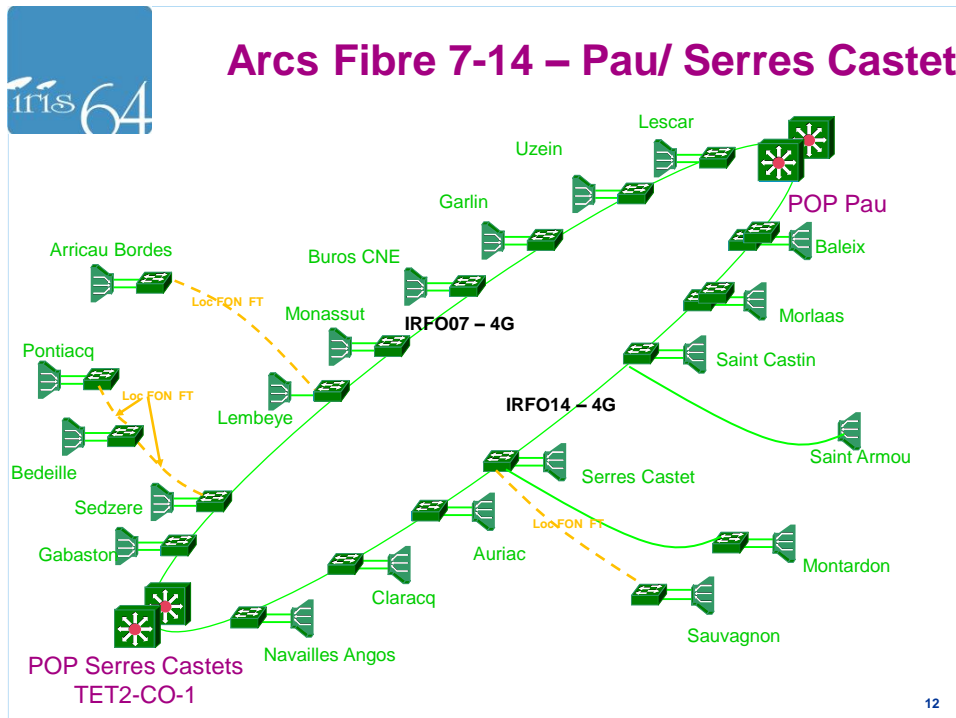 iris 64
Arcs Fibre 7-14 – Pau/ Serres Castet
Lescar
Uzein
POP Pau
Garlin
Baleix
Arricau Bordes
Buros CNE
Loc FON FT
Monassut
Morlaas
IRFO07 – 4G
Pontiacq
Saint Castin
Loc FON FT
Lembeye
IRFO14 – 4G
Saint Armou
Bedeille
Serres Castet
Sedzere
Loc FON FT
Gabaston
Auriac
Montardon
Claracq
Sauvagnon
Navailles Angos
POP Serres Castets
TET2-CO-1
12